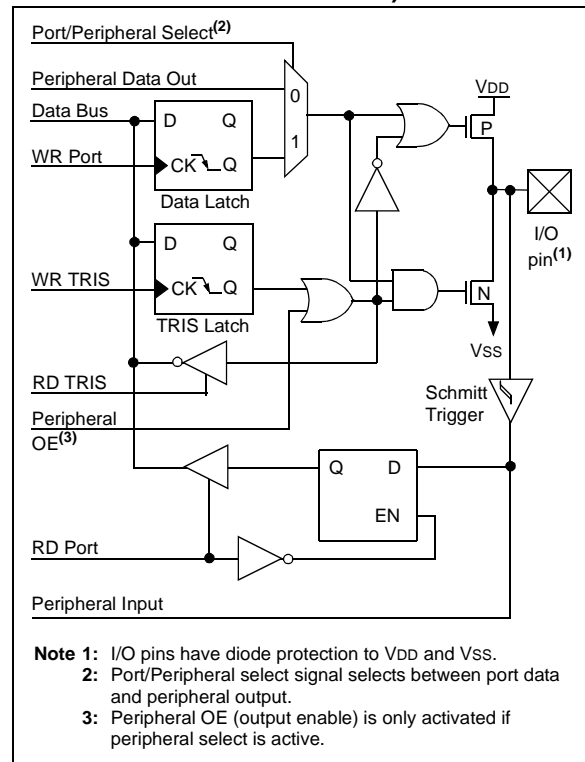 Port/Peripheral Select(2)
Peripheral Data Out
Data Bus
WR Port
D Q
CK Q
Data Latch
0
1
VDD
P
I/O
pin(1)
WR TRIS
D Q
CK Q
TRIS Latch
N
VSS
RD TRIS
Schmitt
Trigger
Peripheral
OE(3)
Q D
EN
RD Port
Peripheral Input
Note 1: I/O pins have diode protection to VDD and VSS.
2: Port/Peripheral select signal selects between port data
and peripheral output.
3: Peripheral OE (output enable) is only activated if
peripheral select is active.